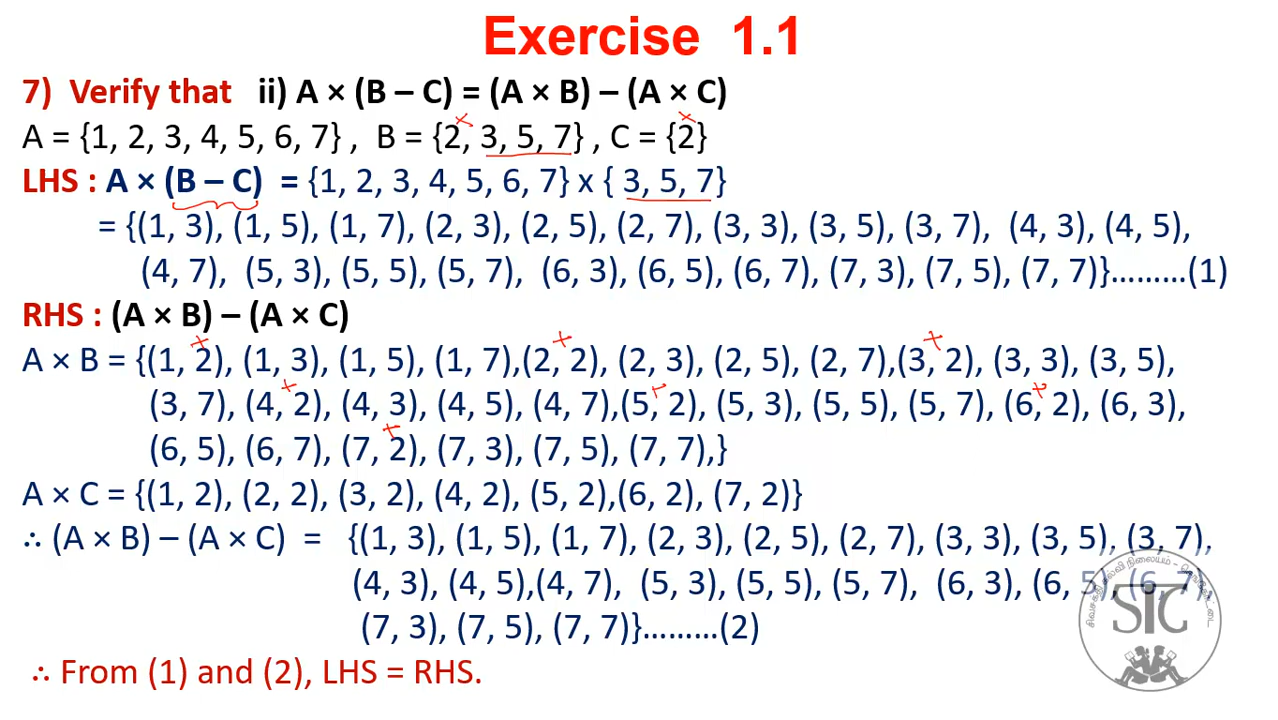 Exercise 1.1
7) Verify that ii) A × (B – C) = (A × B) – (A × C)
A = {1, 2, 3, 4, 5, 6, 7} , B = {2, 3, 5, 7} , C = {2}
LHS : A × (B – C) = {1, 2, 3, 4, 5, 6, 7} x { 3, 5, 7}
= {(1, 3), (1, 5), (1, 7), (2, 3), (2, 5), (2, 7), (3, 3), (3, 5), (3, 7), (4, 3), (4, 5),
(4, 7), (5, 3), (5, 5), (5, 7), (6, 3), (6, 5), (6, 7), (7, 3), (7, 5), (7, 7)}………(1)
RHS : (A × B) – (A × C)
A × B = {(1, 2), (1, 3), (1, 5), (1, 7),(2, 2), (2, 3), (2, 5), (2, 7),(3, 2), (3, 3), (3, 5),
(3, 7), (4, 2), (4, 3), (4, 5), (4, 7),(5, 2), (5, 3), (5, 5), (5, 7), (6, 2), (6, 3),
(6, 5), (6, 7), (7, 2), (7, 3), (7, 5), (7, 7),}
A × C = {(1, 2), (2, 2), (3, 2), (4, 2), (5, 2),(6, 2), (7, 2)}
∴ (A × B) – (A × C) = {(1, 3), (1, 5), (1, 7), (2, 3), (2, 5), (2, 7), (3, 3), (3, 5), (3, 7),
(4, 3), (4, 5),(4, 7), (5, 3), (5, 5), (5, 7), (6, 3), (6, 5), (6, 7),
(7, 3), (7, 5), (7, 7)}………(2)
∴ From (1) and (2), LHS = RHS.
STC